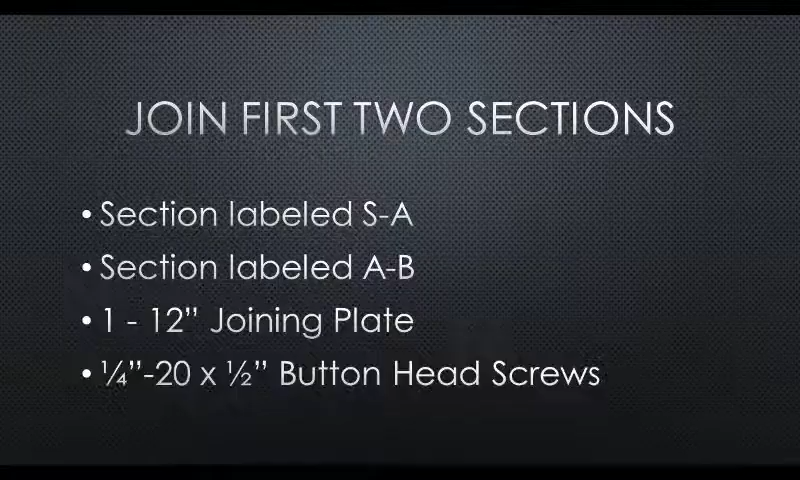 JOIN FIRST TWO SECTIONS
• Section labeled S-A
• Section labeled A-B
• 1 - 12” Joining Plate
• ¼”-20 x ½” Button Head Screws